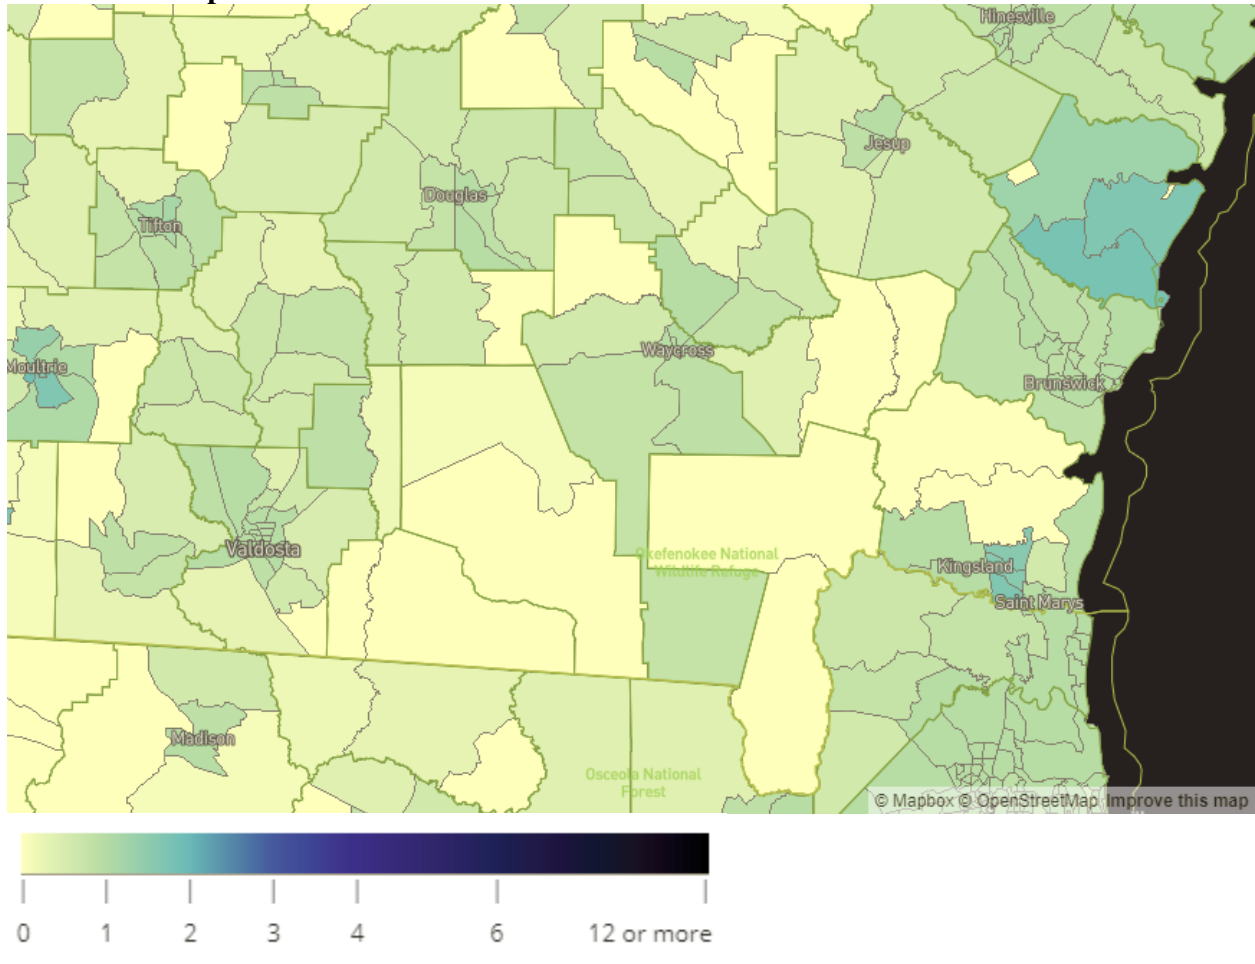 Hinesville
Jesup
Douglas
Tifton
Waycross
Moultrie
Brunswick
Valdosta
Okefenokee National
Wildlife Refuge
Kingsland
Saint Marys
Madison
Osceola National
Forest
© Mapbox © OpenStreetMap Improve this map
0 1 2 3 4 6 12 or more